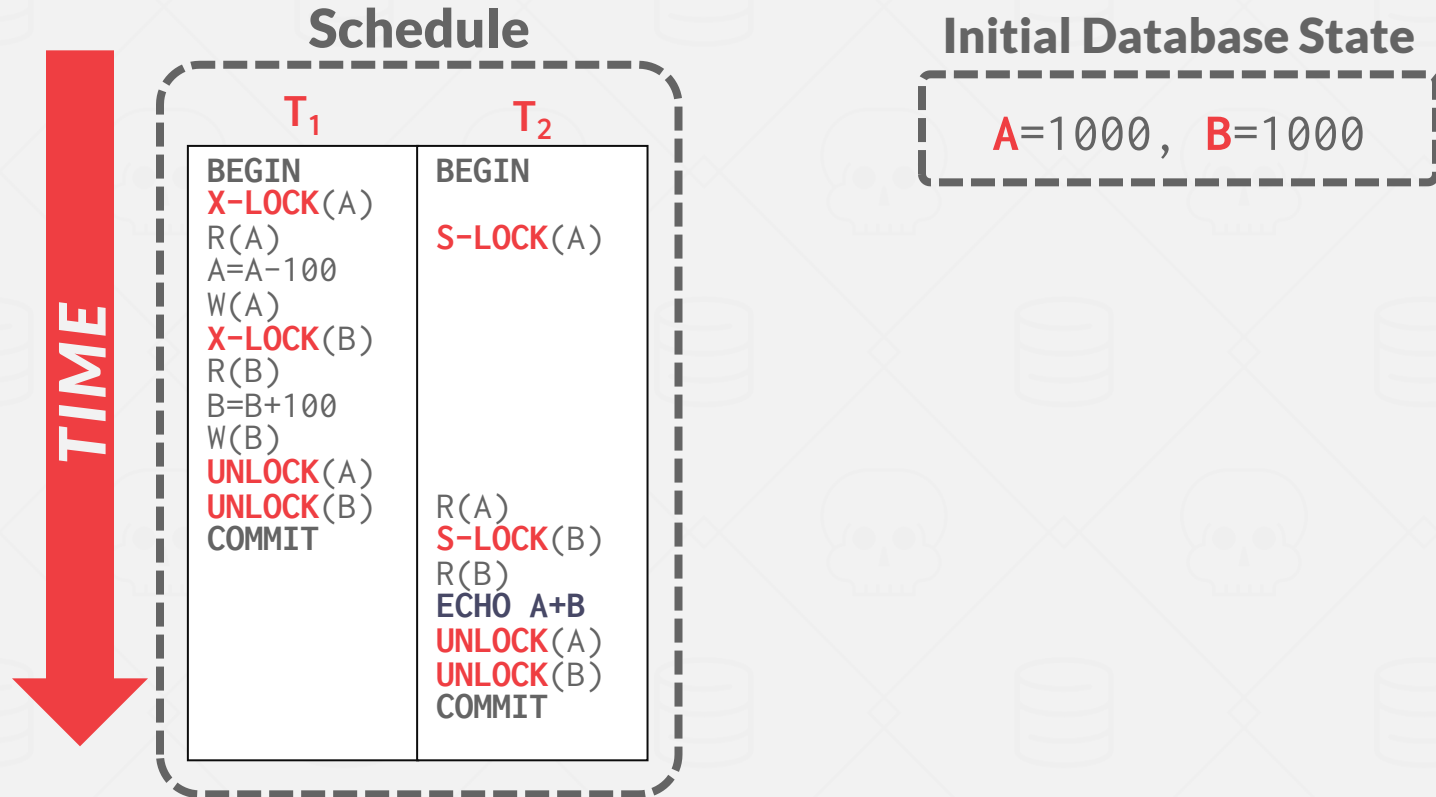 Schedule
Initial Database State
TIME
T₁ T₂
A=1000, B=1000
BEGIN BEGIN
X-LOCK(A)
R(A) S-LOCK(A)
A=A-100
W(A)
X-LOCK(B)
R(B)
B=B+100
W(B)
UNLOCK(A)
UNLOCK(B) R(A)
COMMIT S-LOCK(B)
R(B)
ECHO A+B
UNLOCK(A)
UNLOCK(B)
COMMIT